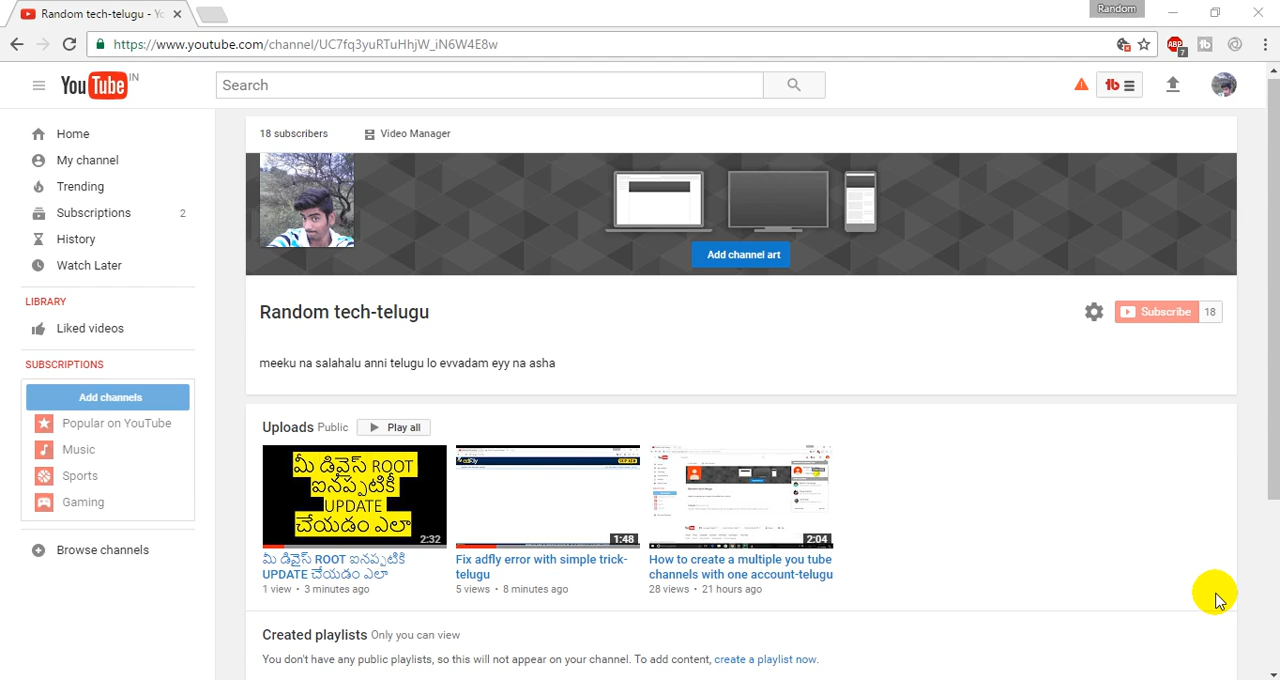 Random tech-telugu - Yo
Random
https://www.youtube.com/channel/UC7fq3yuRTuHhjW_iN6W4E8w
ABP
7
You Tube IN
Search
18 subscribers
Video Manager
Home
My channel
Trending
Subscriptions 2
History
Watch Later
LIBRARY
Liked videos
SUBSCRIPTIONS
Add channels
Popular on YouTube
Music
Sports
Gaming
Browse channels
Add channel art
Random tech-telugu
Subscribe 18
meeku na salahalu anni telugu lo evvadam eyy na asha
Uploads Public
Play all
మీ డివైస్ ROOT
ఐనప్పటికీ
UPDATE
చేయడం ఎలా
2:32
adfly
1:48
2:04
మీ డివైస్ ROOT ఐనప్పటికీ
UPDATE చేయడం ఎలా
1 view • 3 minutes ago
Fix adfly error with simple trick-
telugu
5 views • 8 minutes ago
How to create a multiple you tube
channels with one account-telugu
28 views • 21 hours ago
Created playlists Only you can view
You don't have any public playlists, so this will not appear on your channel. To add content, create a playlist now.